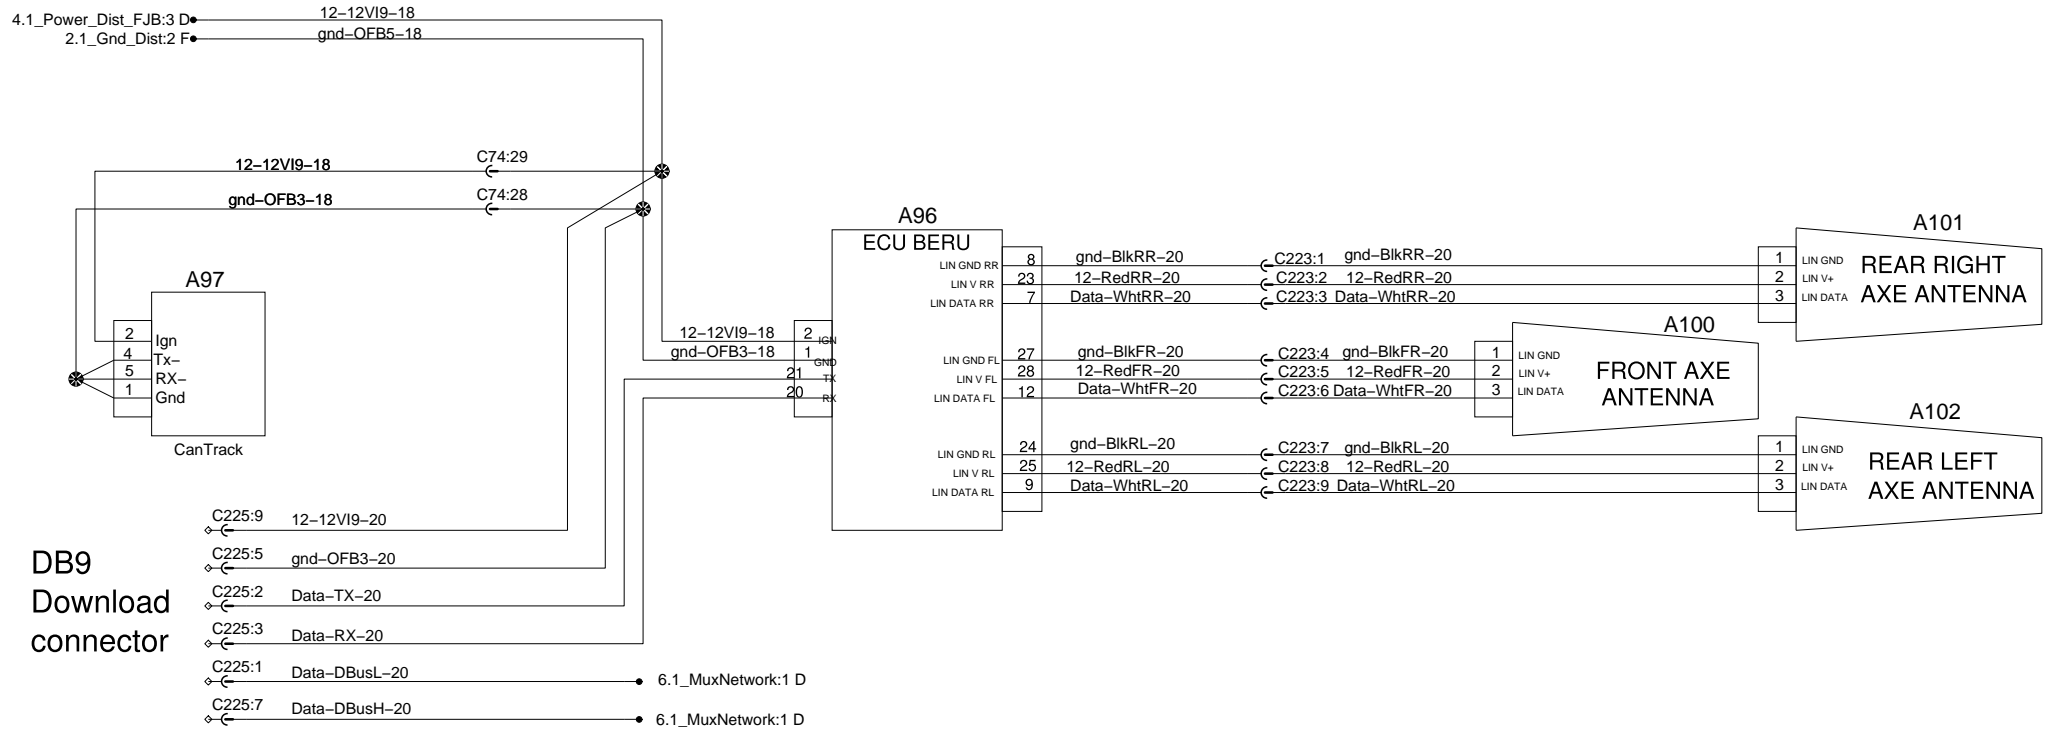 4.1_Power_Dist_FJB:3 D
12-12VI9-18
2.1_Gnd_Dist:2 F
gnd-OFB5-18
12-12VI9-18
C74:29
gnd-OFB3-18
C74:28
A97
2 Ign
4 Tx-
5 RX-
1 Gnd
CanTrack
A96
ECU BERU
12-12VI9-18 2 IGN
gnd-OFB3-18 1 GND
21 TX
20 RX
LIN GND RR 8 gnd-BlkRR-20 C223:1 gnd-BlkRR-20 1 LIN GND
LIN V RR 23 12-RedRR-20 C223:2 12-RedRR-20 2 LIN V+
LIN DATA RR 7 Data-WhtRR-20 C223:3 Data-WhtRR-20 3 LIN DATA
A101
REAR RIGHT
AXE ANTENNA
LIN GND FL 27 gnd-BlkFR-20 C223:4 gnd-BlkFR-20 1 LIN GND
LIN V FL 28 12-RedFR-20 C223:5 12-RedFR-20 2 LIN V+
LIN DATA FL 12 Data-WhtFR-20 C223:6 Data-WhtFR-20 3 LIN DATA
A100
FRONT AXE
ANTENNA
LIN GND RL 24 gnd-BlkRL-20 C223:7 gnd-BlkRL-20 1 LIN GND
LIN V RL 25 12-RedRL-20 C223:8 12-RedRL-20 2 LIN V+
LIN DATA RL 9 Data-WhtRL-20 C223:9 Data-WhtRL-20 3 LIN DATA
A102
REAR LEFT
AXE ANTENNA
DB9
Download
connector
C225:9 12-12VI9-20
C225:5 gnd-OFB3-20
C225:2 Data-TX-20
C225:3 Data-RX-20
C225:1 Data-DBusL-20 6.1_MuxNetwork:1 D
C225:7 Data-DBusH-20 6.1_MuxNetwork:1 D